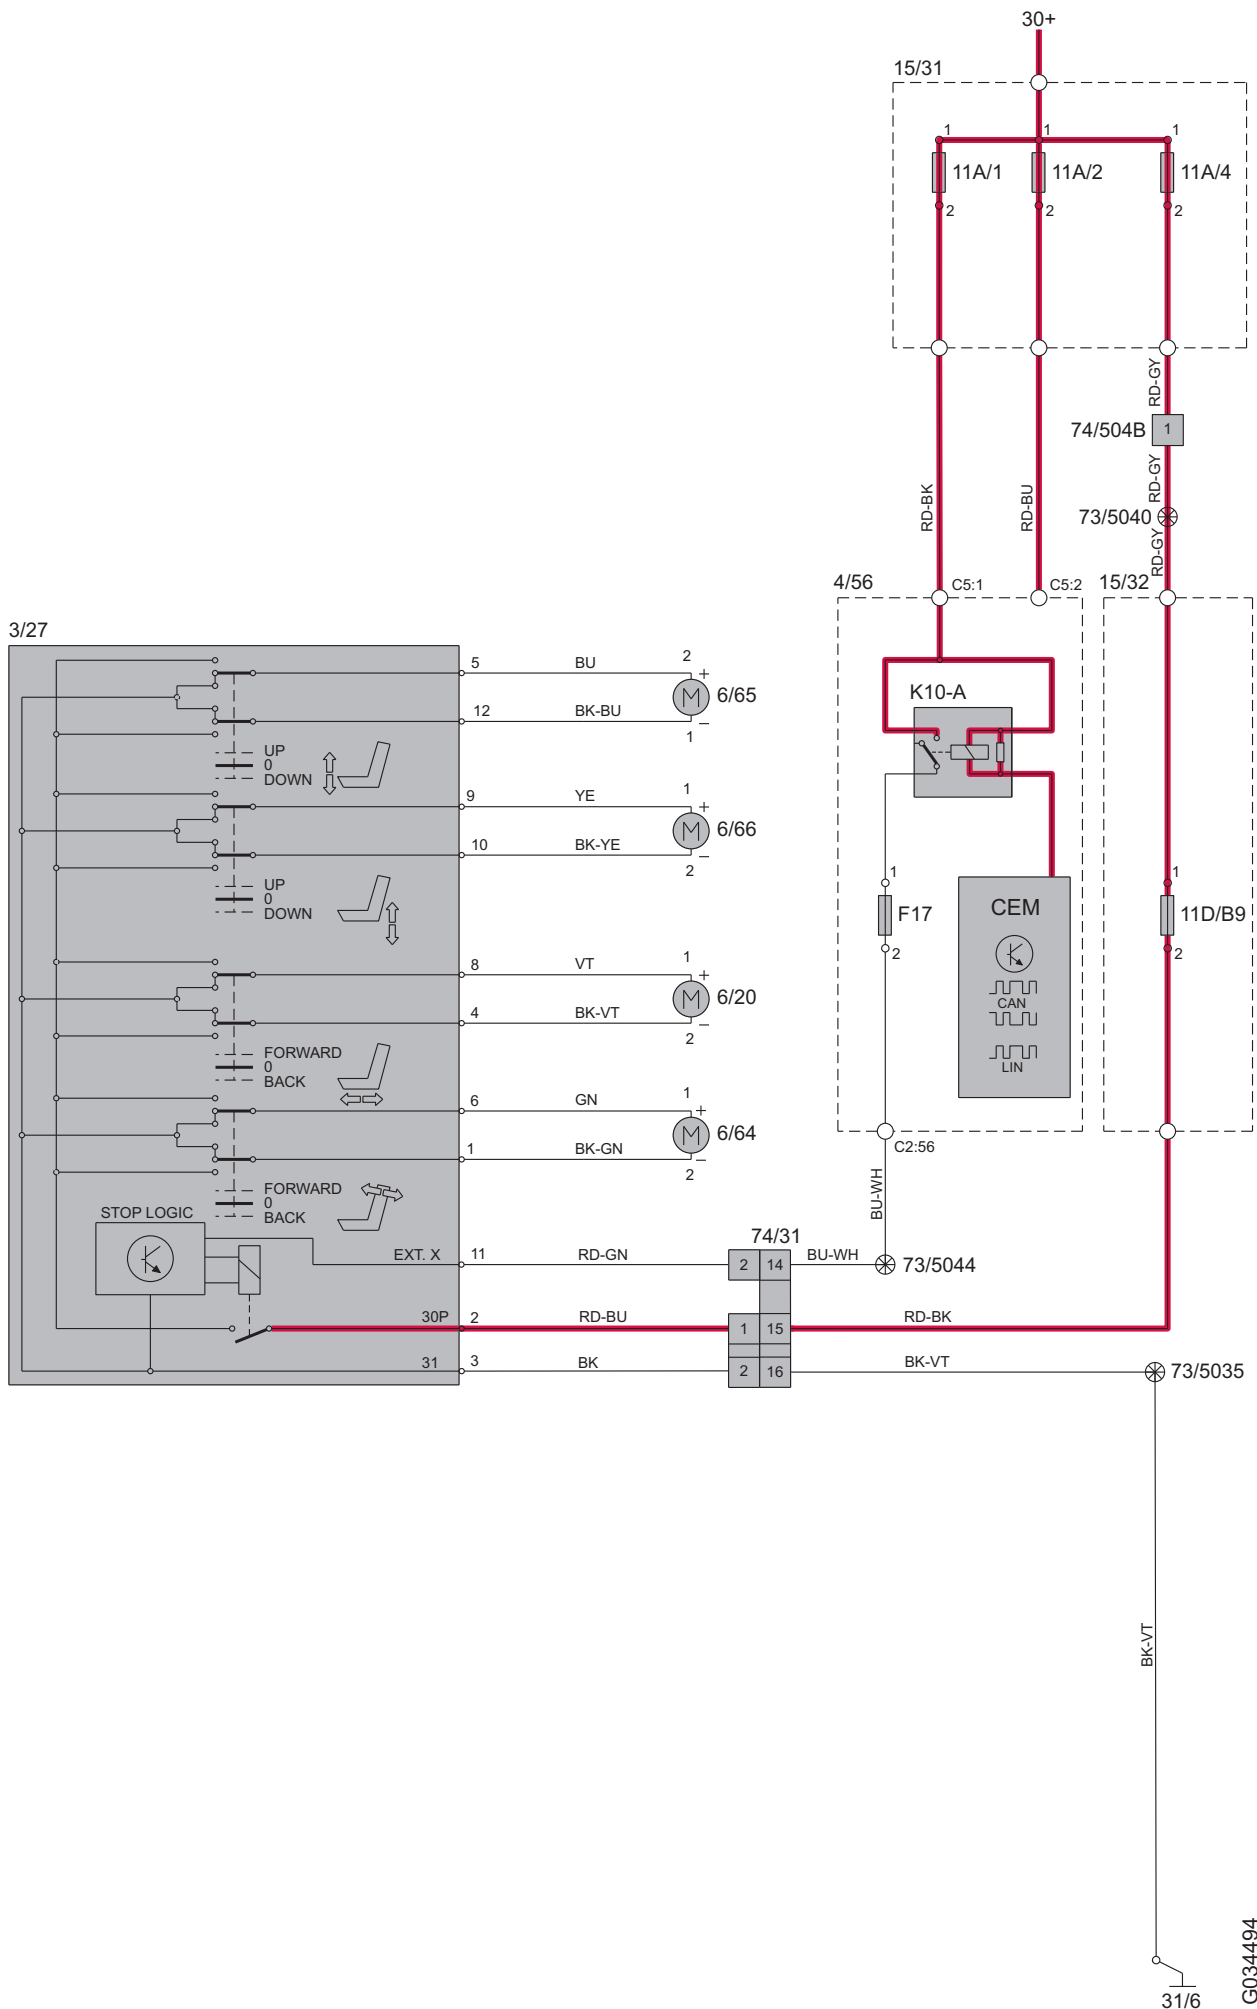 30+
15/31
1 1 1
11A/1 11A/2 11A/4
2 2 2
RD-GY
74/504B 1
RD-BK RD-BU RD-GY
73/5040
RD-GY
4/56 C5:1 C5:2 15/32
3/27
5 BU 2 +
6/65
12 BK-BU 1 –
K10-A
UP
0
DOWN
9 YE 1 +
6/66
10 BK-YE 2 –
UP
0
DOWN
1 1
F17 CEM 11D/B9
2 2
CAN
LIN
8 VT 1 +
6/20
4 BK-VT 2 –
FORWARD
0
BACK
6 GN 1 +
6/64
1 BK-GN 2 –
C2:56
FORWARD
0
BACK
BU-WH
STOP LOGIC
74/31
EXT. X 11 RD-GN 2 14 BU-WH 73/5044
30P 2 RD-BU 1 15 RD-BK
31 3 BK 2 16 BK-VT 73/5035
M
M
M
M
BK-VT
31/6
G034494